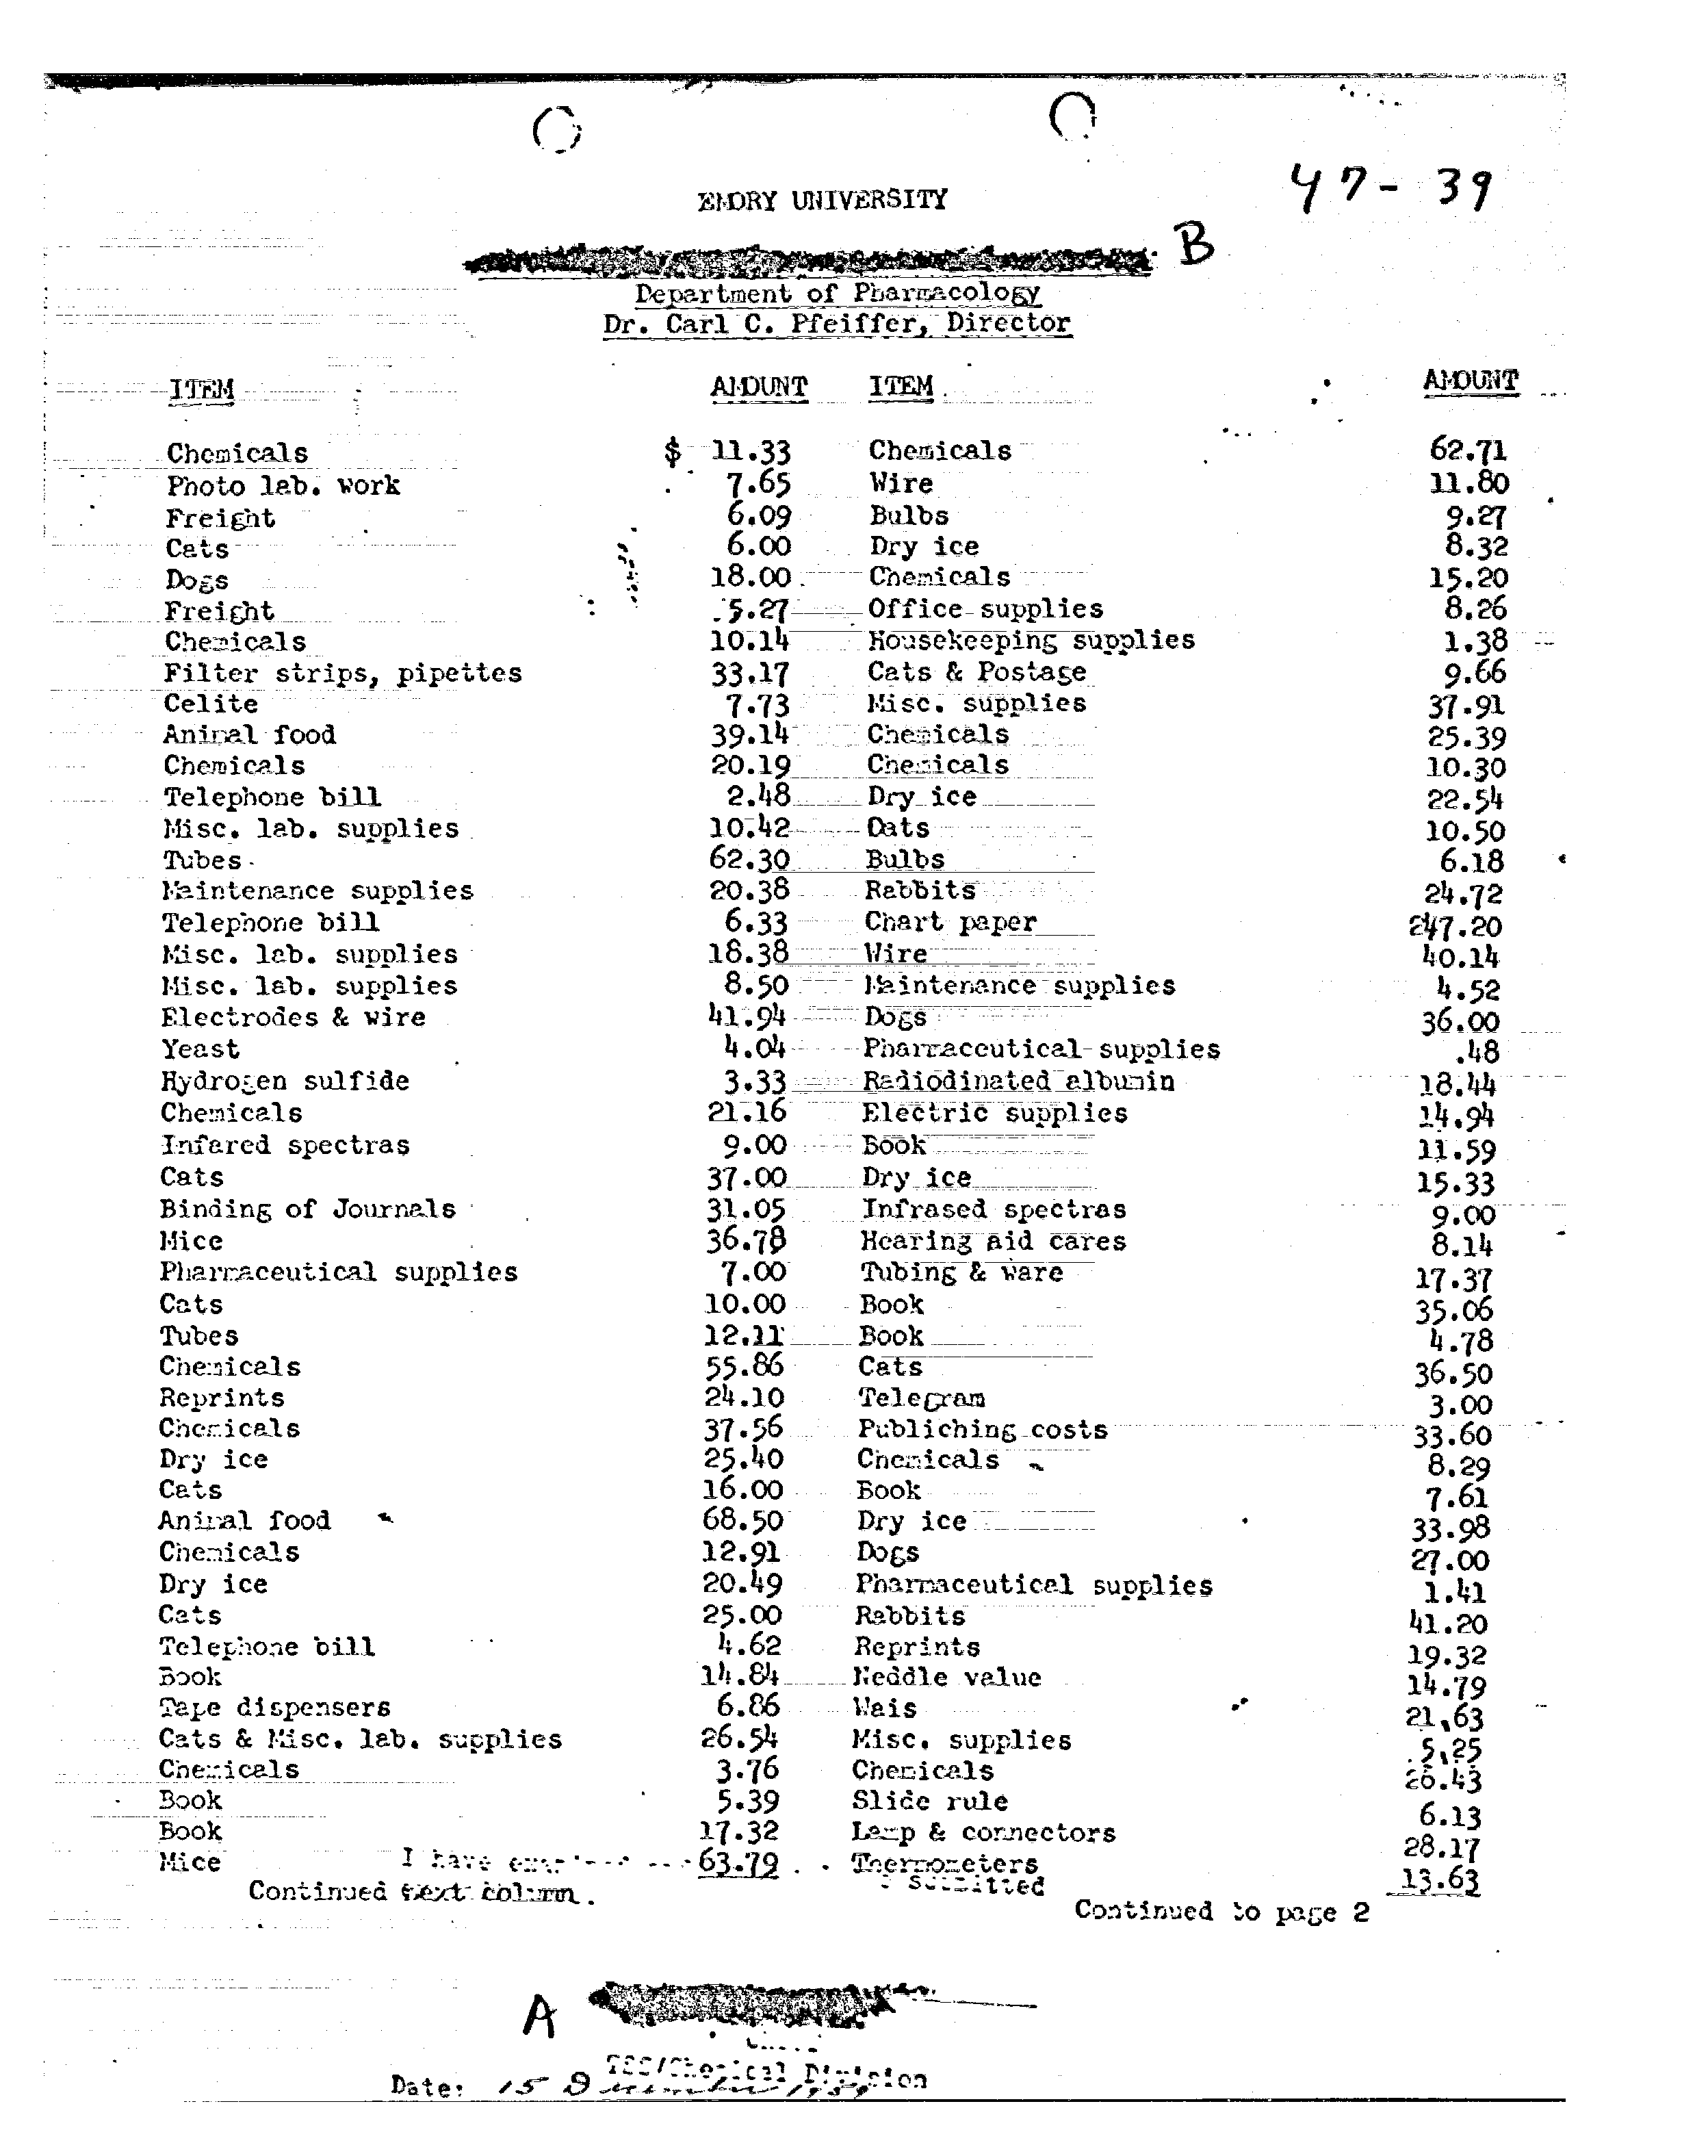 47-39
EMORY UNIVERSITY
B
Department of Pharmacology
Dr. Carl C. Pfeiffer, Director
ITEM AMOUNT ITEM AMOUNT
Chemicals $ 11.33 Chemicals 62.71
Photo lab. work 7.65 Wire 11.80
Freight 6.09 Bulbs 9.27
Cats 6.00 Dry ice 8.32
Dogs 18.00 Chemicals 15.20
Freight 5.27 Office supplies 8.26
Chemicals 10.14 Housekeeping supplies 1.38
Filter strips, pipettes 33.17 Cats & Postage 9.66
Celite 7.73 Misc. supplies 37.91
Animal food 39.14 Chemicals 25.39
Chemicals 20.19 Chemicals 10.30
Telephone bill 2.48 Dry ice 22.54
Misc. lab. supplies 10.42 Oats 10.50
Tubes 62.30 Bulbs 6.18
Maintenance supplies 20.38 Rabbits 24.72
Telephone bill 6.33 Chart paper 247.20
Misc. lab. supplies 18.38 Wire 40.14
Misc. lab. supplies 8.50 Maintenance supplies 4.52
Electrodes & wire 41.94 Dogs 36.00
Yeast 4.04 Pharmaceutical supplies .48
Hydrogen sulfide 3.33 Radiodinated albumin 18.44
Chemicals 21.16 Electric supplies 14.94
Infared spectras 9.00 Book 11.59
Cats 37.00 Dry ice 15.33
Binding of Journals 31.05 Infrased spectras 9.00
Mice 36.78 Hearing aid cares 8.14
Pharmaceutical supplies 7.00 Tubing & ware 17.37
Cats 10.00 Book 35.06
Tubes 12.11 Book 4.78
Chemicals 55.86 Cats 36.50
Reprints 24.10 Telegram 3.00
Chemicals 37.56 Publiching costs 33.60
Dry ice 25.40 Chemicals 8.29
Cats 16.00 Book 7.61
Animal food 68.50 Dry ice 33.98
Chemicals 12.91 Dogs 27.00
Dry ice 20.49 Pharmaceutical supplies 1.41
Cats 25.00 Rabbits 41.20
Telephone bill 4.62 Reprints 19.32
Book 14.84 Neddle value 14.79
Tape dispensers 6.86 Wais 21.63
Cats & Misc. lab. supplies 26.54 Misc. supplies 5.25
Chemicals 3.76 Chemicals 26.43
Book 5.39 Slide rule 6.13
Book 17.32 Lamp & connectors 28.17
Mice I have 63.79 Thermometers 13.63
Continued next column. submitted
Continued to page 2
A
TSS/Chemical Division
Date: 15 December